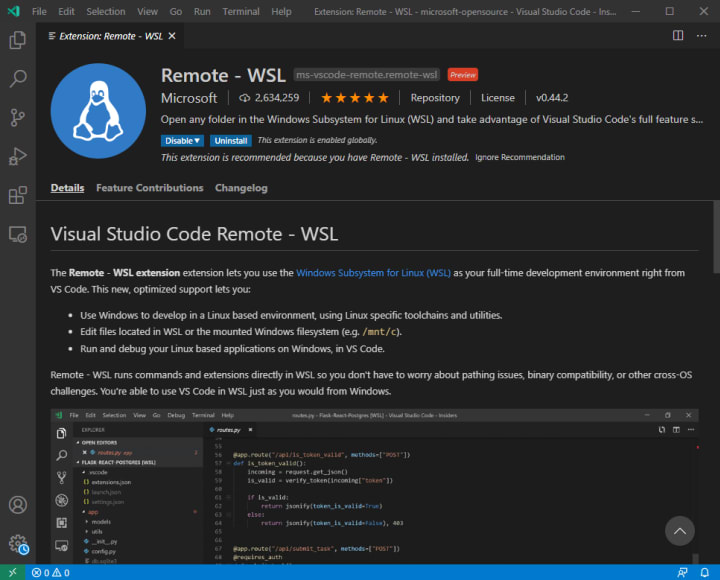 File Edit Selection View Go Run Terminal Help Extension: Remote - WSL - microsoft-opensource - Visual Studio Code - Ins...
Extension: Remote - WSL
Remote - WSL ms-vscode-remote.remote-wsl Preview
Microsoft 2,634,259 Repository License v0.44.2
Open any folder in the Windows Subsystem for Linux (WSL) and take advantage of Visual Studio Code's full feature s...
Disable Uninstall This extension is enabled globally.
This extension is recommended because you have Remote - WSL installed. Ignore Recommendation
Details Feature Contributions Changelog
Visual Studio Code Remote - WSL
The Remote - WSL extension extension lets you use the Windows Subsystem for Linux (WSL) as your full-time development environment right from
VS Code. This new, optimized support lets you:
• Use Windows to develop in a Linux based environment, using Linux specific toolchains and utilities.
• Edit files located in WSL or the mounted Windows filesystem (e.g. /mnt/c).
• Run and debug your Linux based applications on Windows, in VS Code.
Remote - WSL runs commands and extensions directly in WSL so you don't have to worry about pathing issues, binary compatibility, or other cross-OS
challenges. You're able to use VS Code in WSL just as you would from Windows.
File Edit Selection View Go Debug Terminal Help routes.py - Flask-React-Postgres [WSL] - Visual Studio Code - Insiders
EXPLORER
OPEN EDITORS
routes.py app
FLASK REACT-POSTGRES [WSL]
.vscode
extensions.json
launch.json
settings.json
app
models
utils
__init__.py
config.py
db.sqlite3
routes.py
55
56 @app.route("/api/is_token_valid", methods=["POST"])
57 def is_token_valid():
58 incoming = request.get_json()
59 is_valid = verify_token(incoming["token"])
60
61 if is_valid:
62 return jsonify(token_is_valid=True)
63 else:
64 return jsonify(token_is_valid=False), 403
65
66
67 @app.route("/api/submit_task", methods=["POST"])
68 @requires_auth
0 0